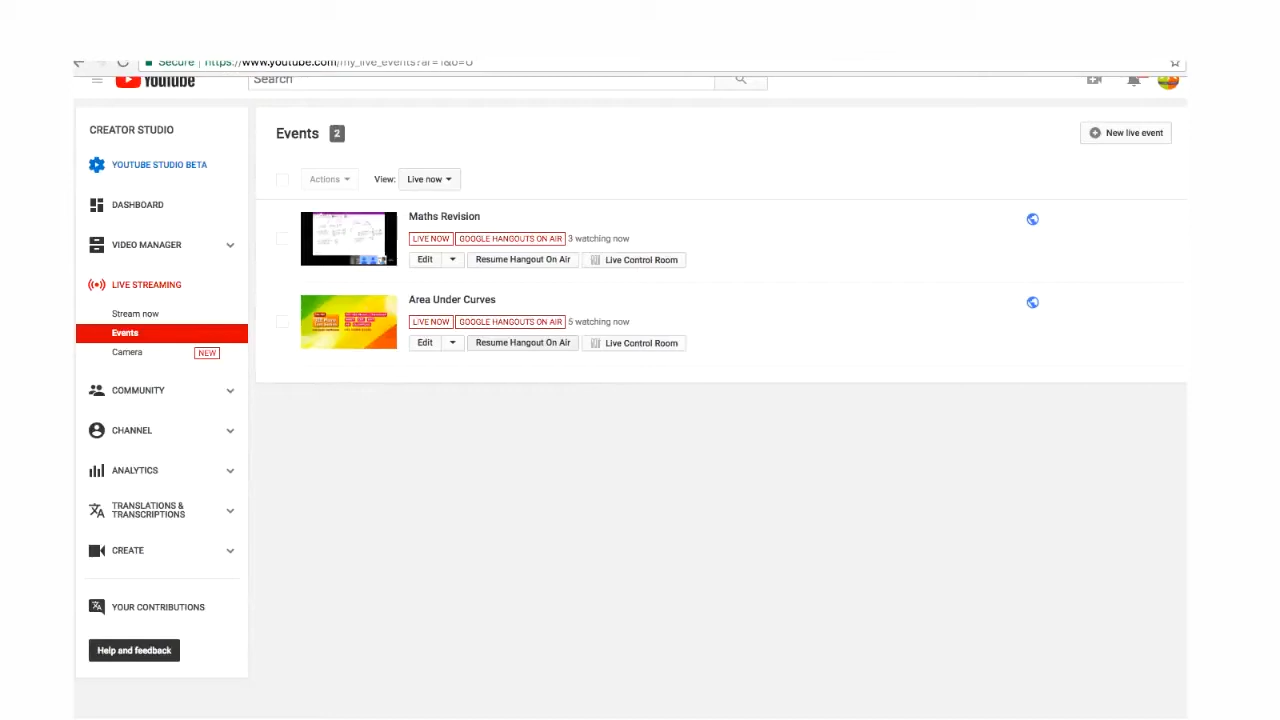 Secure https://www.youtube.com/my_live_events?ar=1&o=U
YouTube Search
CREATOR STUDIO
YOUTUBE STUDIO BETA
DASHBOARD
VIDEO MANAGER
LIVE STREAMING
Stream now
Events
Camera NEW
COMMUNITY
CHANNEL
ANALYTICS
TRANSLATIONS &
TRANSCRIPTIONS
CREATE
YOUR CONTRIBUTIONS
Help and feedback
Events 2
New live event
Actions View: Live now
Maths Revision
LIVE NOW GOOGLE HANGOUTS ON AIR 3 watching now
Edit Resume Hangout On Air Live Control Room
Area Under Curves
LIVE NOW GOOGLE HANGOUTS ON AIR 5 watching now
Edit Resume Hangout On Air Live Control Room